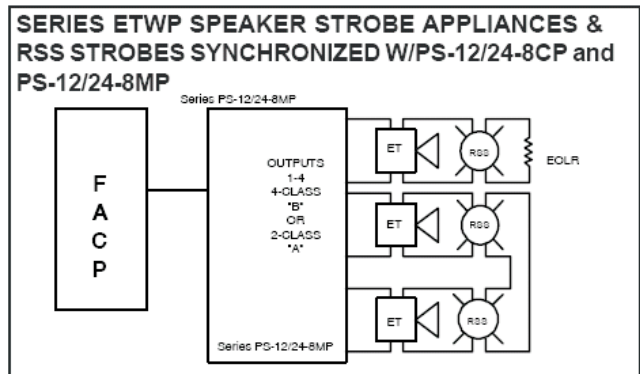 SERIES ETWP SPEAKER STROBE APPLIANCES &
RSS STROBES SYNCHRONIZED W/PS-12/24-8CP and
PS-12/24-8MP
Series PS-12/24-8MP
F
A
C
P
OUTPUTS
1-4
4-CLASS
"B"
OR
2-CLASS
"A"
ET
RSS
EOLR
ET
RSS
ET
RSS
Series PS-12/24-8MP